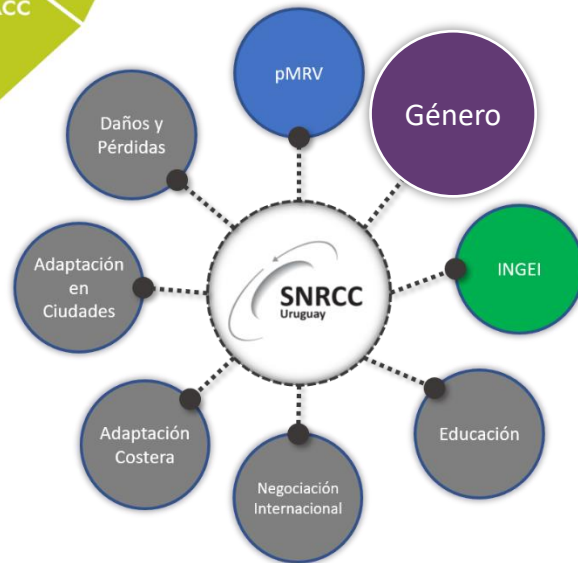 CC
pMRV
Género
Daños y
Pérdidas
Adaptación
en
Ciudades
SNRCC
Uruguay
INGEI
Adaptación
Costera
Negociación
Internacional
Educación